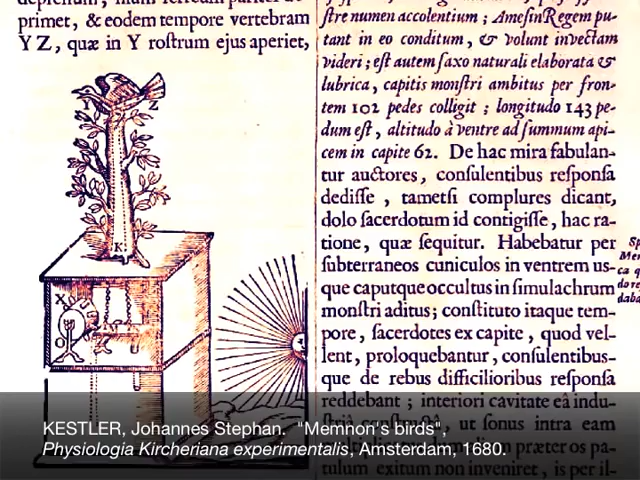 deprehum, mum ferreum parit
primet, & eodem tempore vertebram
Y Z, quæ in Y roſtrum ejus aperiet,
Y Z
K
X
O
U
ſtre numen accolentium ; Ameſin Regem pu-
tant in eo conditum, & volunt invectam
videri ; eſt autem ſaxo naturali elaborata &
lubrica, capitis monſtri ambitus per fron-
tem 102 pedes colligit ; longitudo 143 pe-
dum eſt, altitudo à ventre ad ſummum api-
cem in capite 62. De hac mira fabulan-
tur auctores, conſulentibus reſponſa
dediſſe , tametſi complures dicant,
dolo ſacerdotum id contigiſſe, hac ra-
tione, quæ ſequitur. Habebatur per
ſubterraneos cuniculos in ventrem us-
que caputque occultus in ſimulachrum
monſtri aditus; conſtituto itaque tem-
pore, ſacerdotes ex capite , quod vel-
lent, proloquebantur, conſulentibus-
que de rebus difficilioribus reſponſa
reddebant ; interiori cavitate eâ indu-
ſtriâ conſtructâ, ut ſonus intra eam
præter os pa-
tulum exitum non inveniret, is per il-
KESTLER, Johannes Stephan. "Memnon's birds",
Physiologia Kircheriana experimentalis, Amsterdam, 1680.